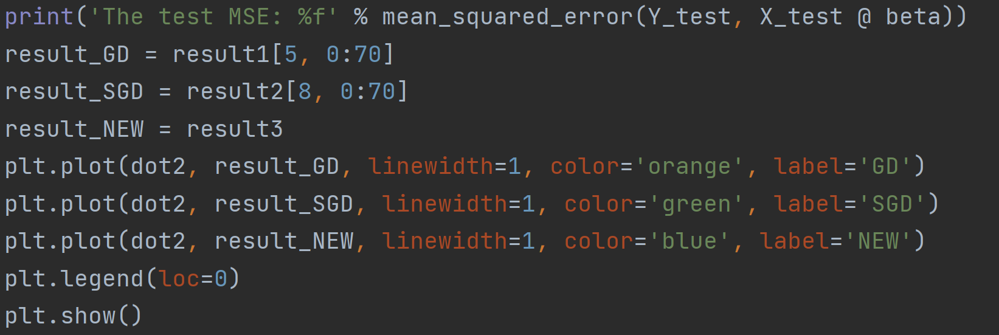 print('The test MSE: %f' % mean_squared_error(Y_test, X_test @ beta))
result_GD = result1[5, 0:70]
result_SGD = result2[8, 0:70]
result_NEW = result3
plt.plot(dot2, result_GD, linewidth=1, color='orange', label='GD')
plt.plot(dot2, result_SGD, linewidth=1, color='green', label='SGD')
plt.plot(dot2, result_NEW, linewidth=1, color='blue', label='NEW')
plt.legend(loc=0)
plt.show()